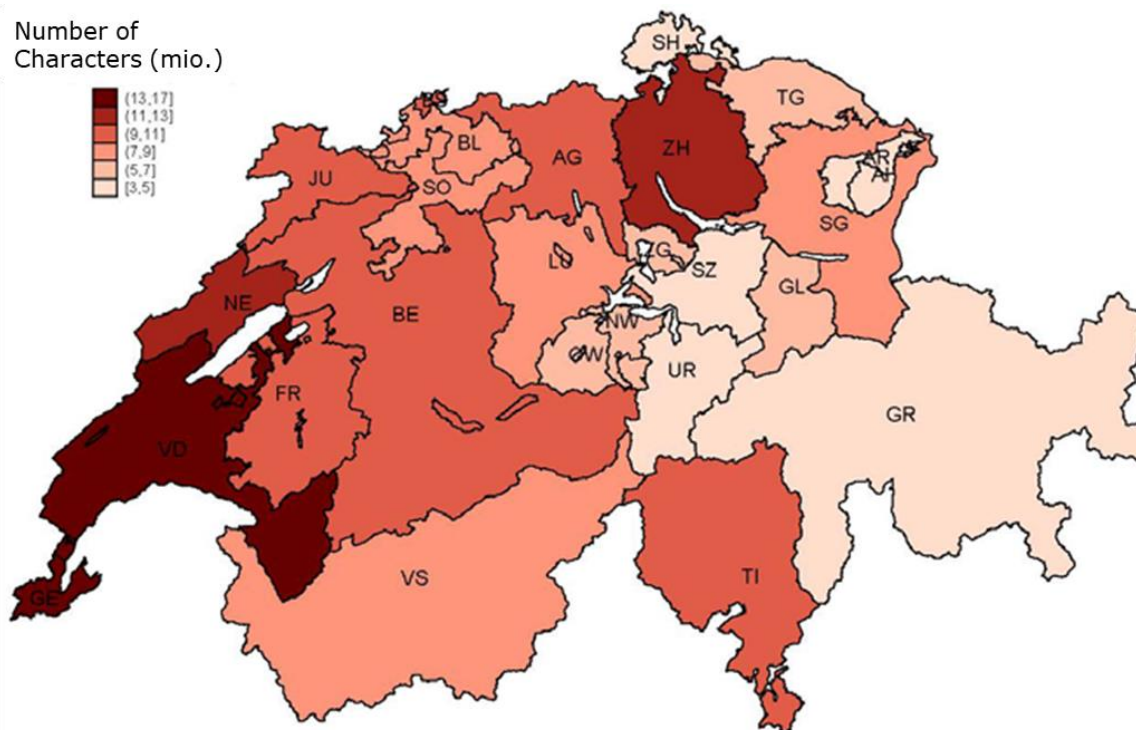 Number of
Characters (mio.)
(13,17]
(11,13]
(9,11]
(7,9]
(5,7]
[3,5]
SH
TG
ZH
BL
AG
JU
SO
AR
AI
SG
ZG
LU
SZ
GL
NE
BE
NW
OW
UR
FR
GR
VD
VS
TI
GE